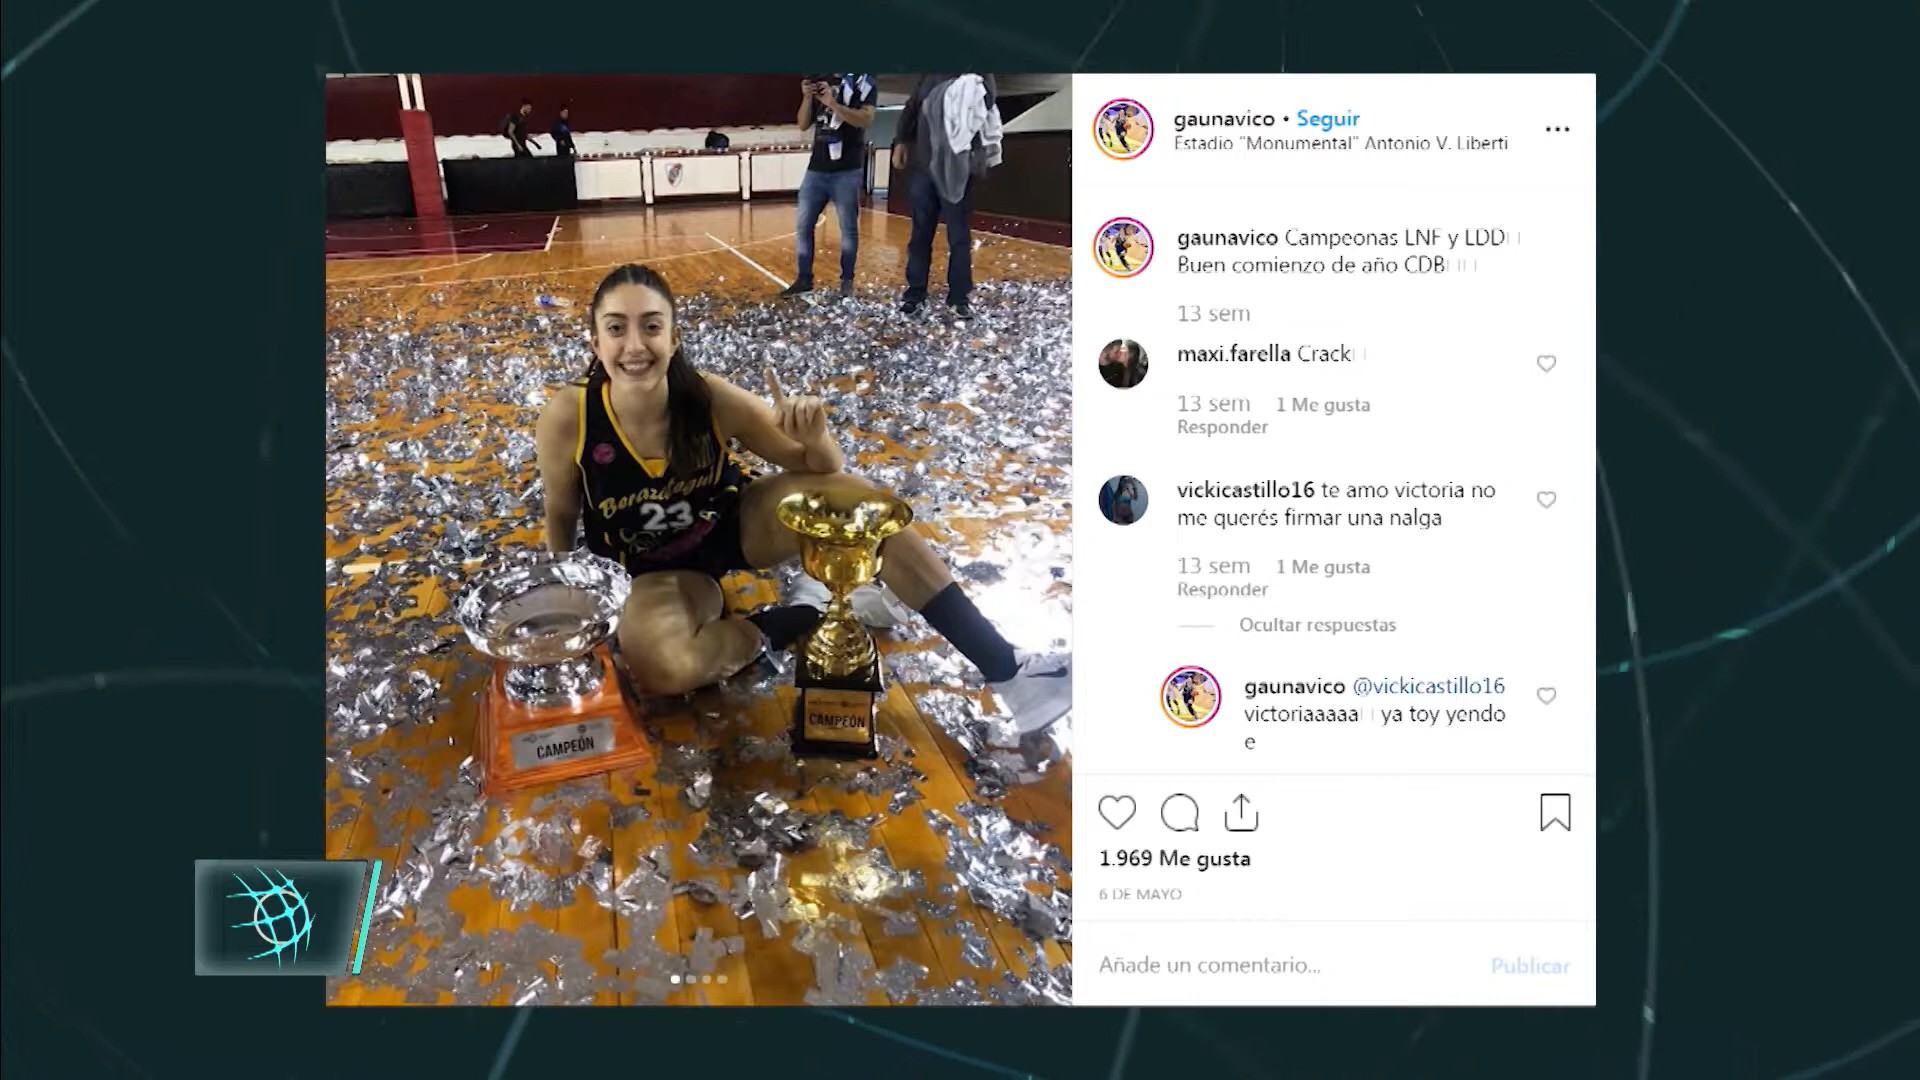 gaunavico • Seguir
Estadio "Monumental" Antonio V. Liberti
gaunavico Campeonas LNF y LDD
Buen comienzo de año CDB
13 sem
maxi.farella Crack
13 sem 1 Me gusta
Responder
vickicastillo16 te amo victoria no
me querés firmar una nalga
13 sem 1 Me gusta
Responder
Ocultar respuestas
gaunavico @vickicastillo16
victoriaaaaa ya toy yendo
e
1.969 Me gusta
6 DE MAYO
Añade un comentario...
Publicar
Berazategui
23
CAMPEÓN
CAMPEÓN